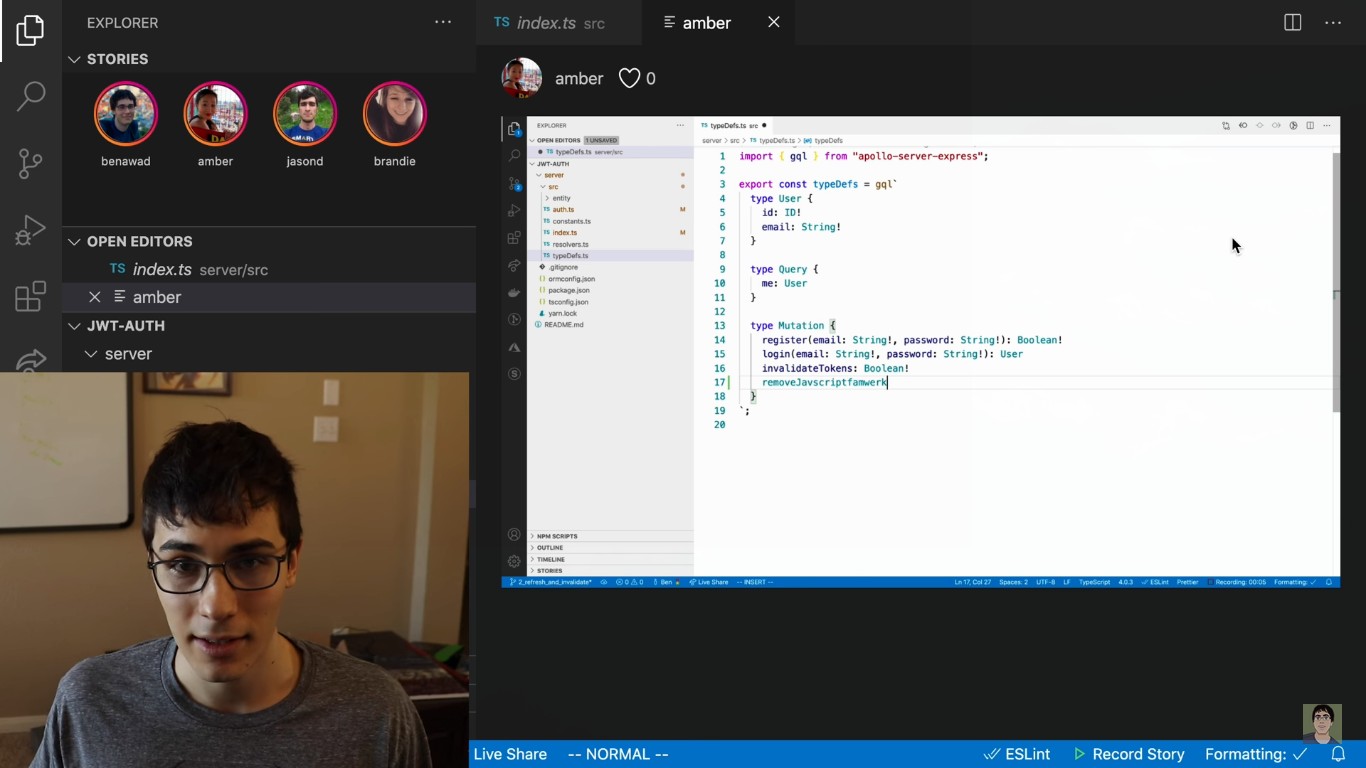 EXPLORER
STORIES
benawad amber jasond brandie
OPEN EDITORS
TS index.ts server/src
amber
JWT-AUTH
server
TS index.ts src
amber
amber 0
EXPLORER
OPEN EDITORS 1 UNSAVED
TS typeDefs.ts server/src
JWT-AUTH
server
src
entity
TS auth.ts M
TS constants.ts
TS index.ts M
TS resolvers.ts
TS typeDefs.ts
.gitignore
{} ormconfig.json
{} package.json
{} tsconfig.json
yarn.lock
README.md
NPM SCRIPTS
OUTLINE
TIMELINE
STORIES
TS typeDefs.ts src
server > src > TS typeDefs.ts > typeDefs
1 import { gql } from "apollo-server-express";
2
3 export const typeDefs = gql`
4 type User {
5 id: ID!
6 email: String!
7 }
8
9 type Query {
10 me: User
11 }
12
13 type Mutation {
14 register(email: String!, password: String!): Boolean!
15 login(email: String!, password: String!): User
16 invalidateTokens: Boolean!
17 removeJavscriptfamwerk
18 }
19 `;
20
2_refresh_and_invalidate* 0 0 Ben Live Share -- INSERT -- Ln 17, Col 27 Spaces: 2 UTF-8 LF TypeScript 4.0.3 ESLint Prettier Recording: 00:05 Formatting: ✓
Live Share -- NORMAL -- ESLint Record Story Formatting: ✓